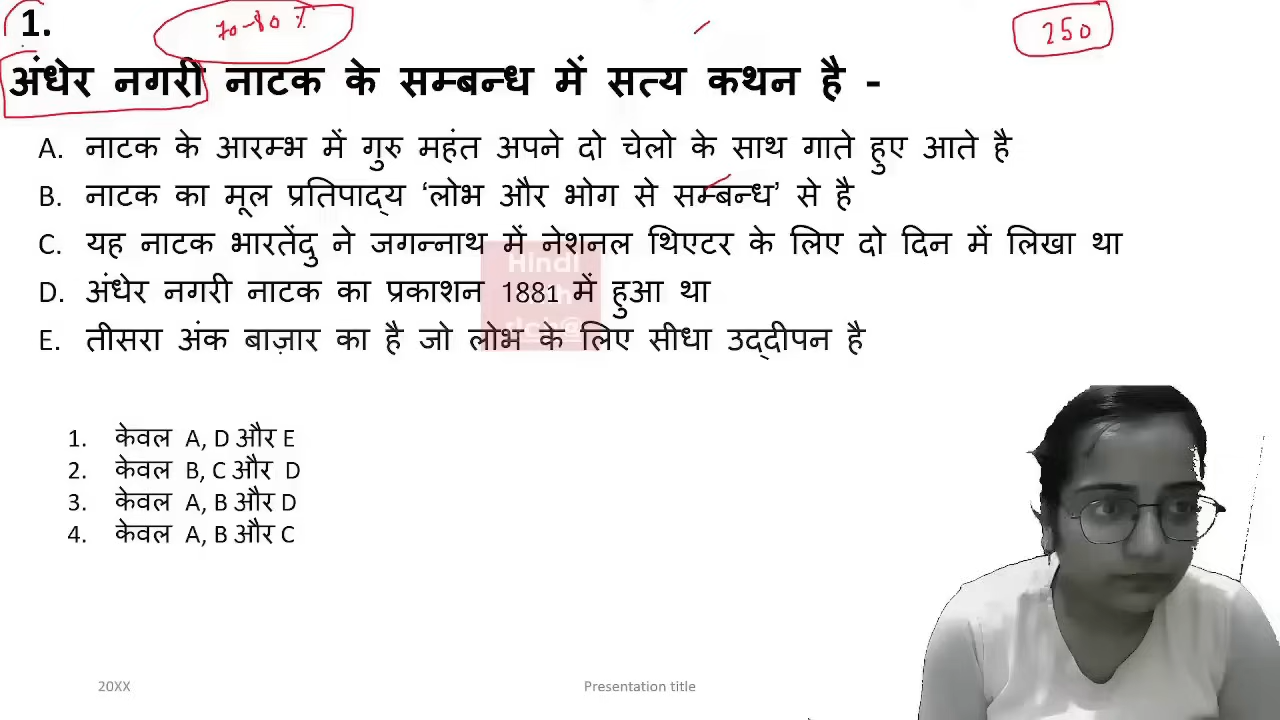 1.
70-80 %
250
अंधेर नगरी नाटक के सम्बन्ध में सत्य कथन है -
A. नाटक के आरम्भ में गुरु महंत अपने दो चेलो के साथ गाते हुए आते है
B. नाटक का मूल प्रतिपाद्य ‘लोभ और भोग से सम्बन्ध’ से है
C. यह नाटक भारतेंदु ने जगन्नाथ में नेशनल थिएटर के लिए दो दिन में लिखा था
D. अंधेर नगरी नाटक का प्रकाशन 1881 में हुआ था
E. तीसरा अंक बाज़ार का है जो लोभ के लिए सीधा उद्दीपन है
Hindi
1. केवल A, D और E
2. केवल B, C और D
3. केवल A, B और D
4. केवल A, B और C
20XX
Presentation title